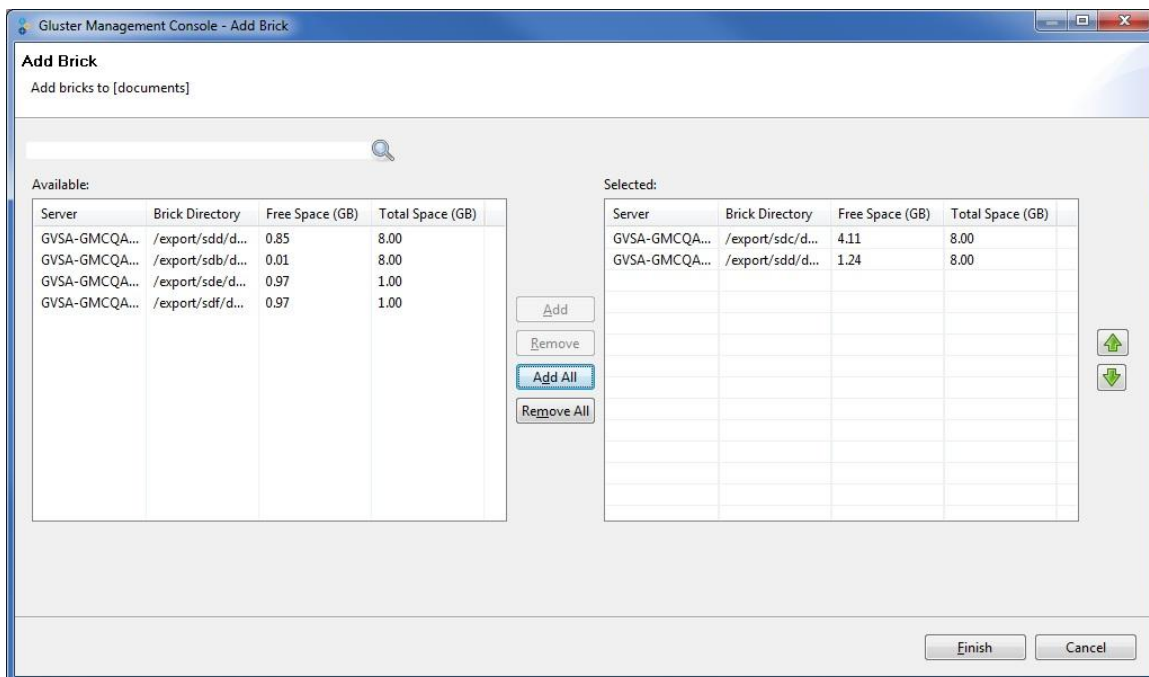 Gluster Management Console - Add Brick
Add Brick
Add bricks to [documents]
Available:
Server Brick Directory Free Space (GB) Total Space (GB)
GVSA-GMCQA... /export/sdd/d... 0.85 8.00
GVSA-GMCQA... /export/sdb/d... 0.01 8.00
GVSA-GMCQA... /export/sde/d... 0.97 1.00
GVSA-GMCQA... /export/sdf/d... 0.97 1.00
Add
Remove
Add All
Remove All
Selected:
Server Brick Directory Free Space (GB) Total Space (GB)
GVSA-GMCQA... /export/sdc/d... 4.11 8.00
GVSA-GMCQA... /export/sdd/d... 1.24 8.00
Finish Cancel